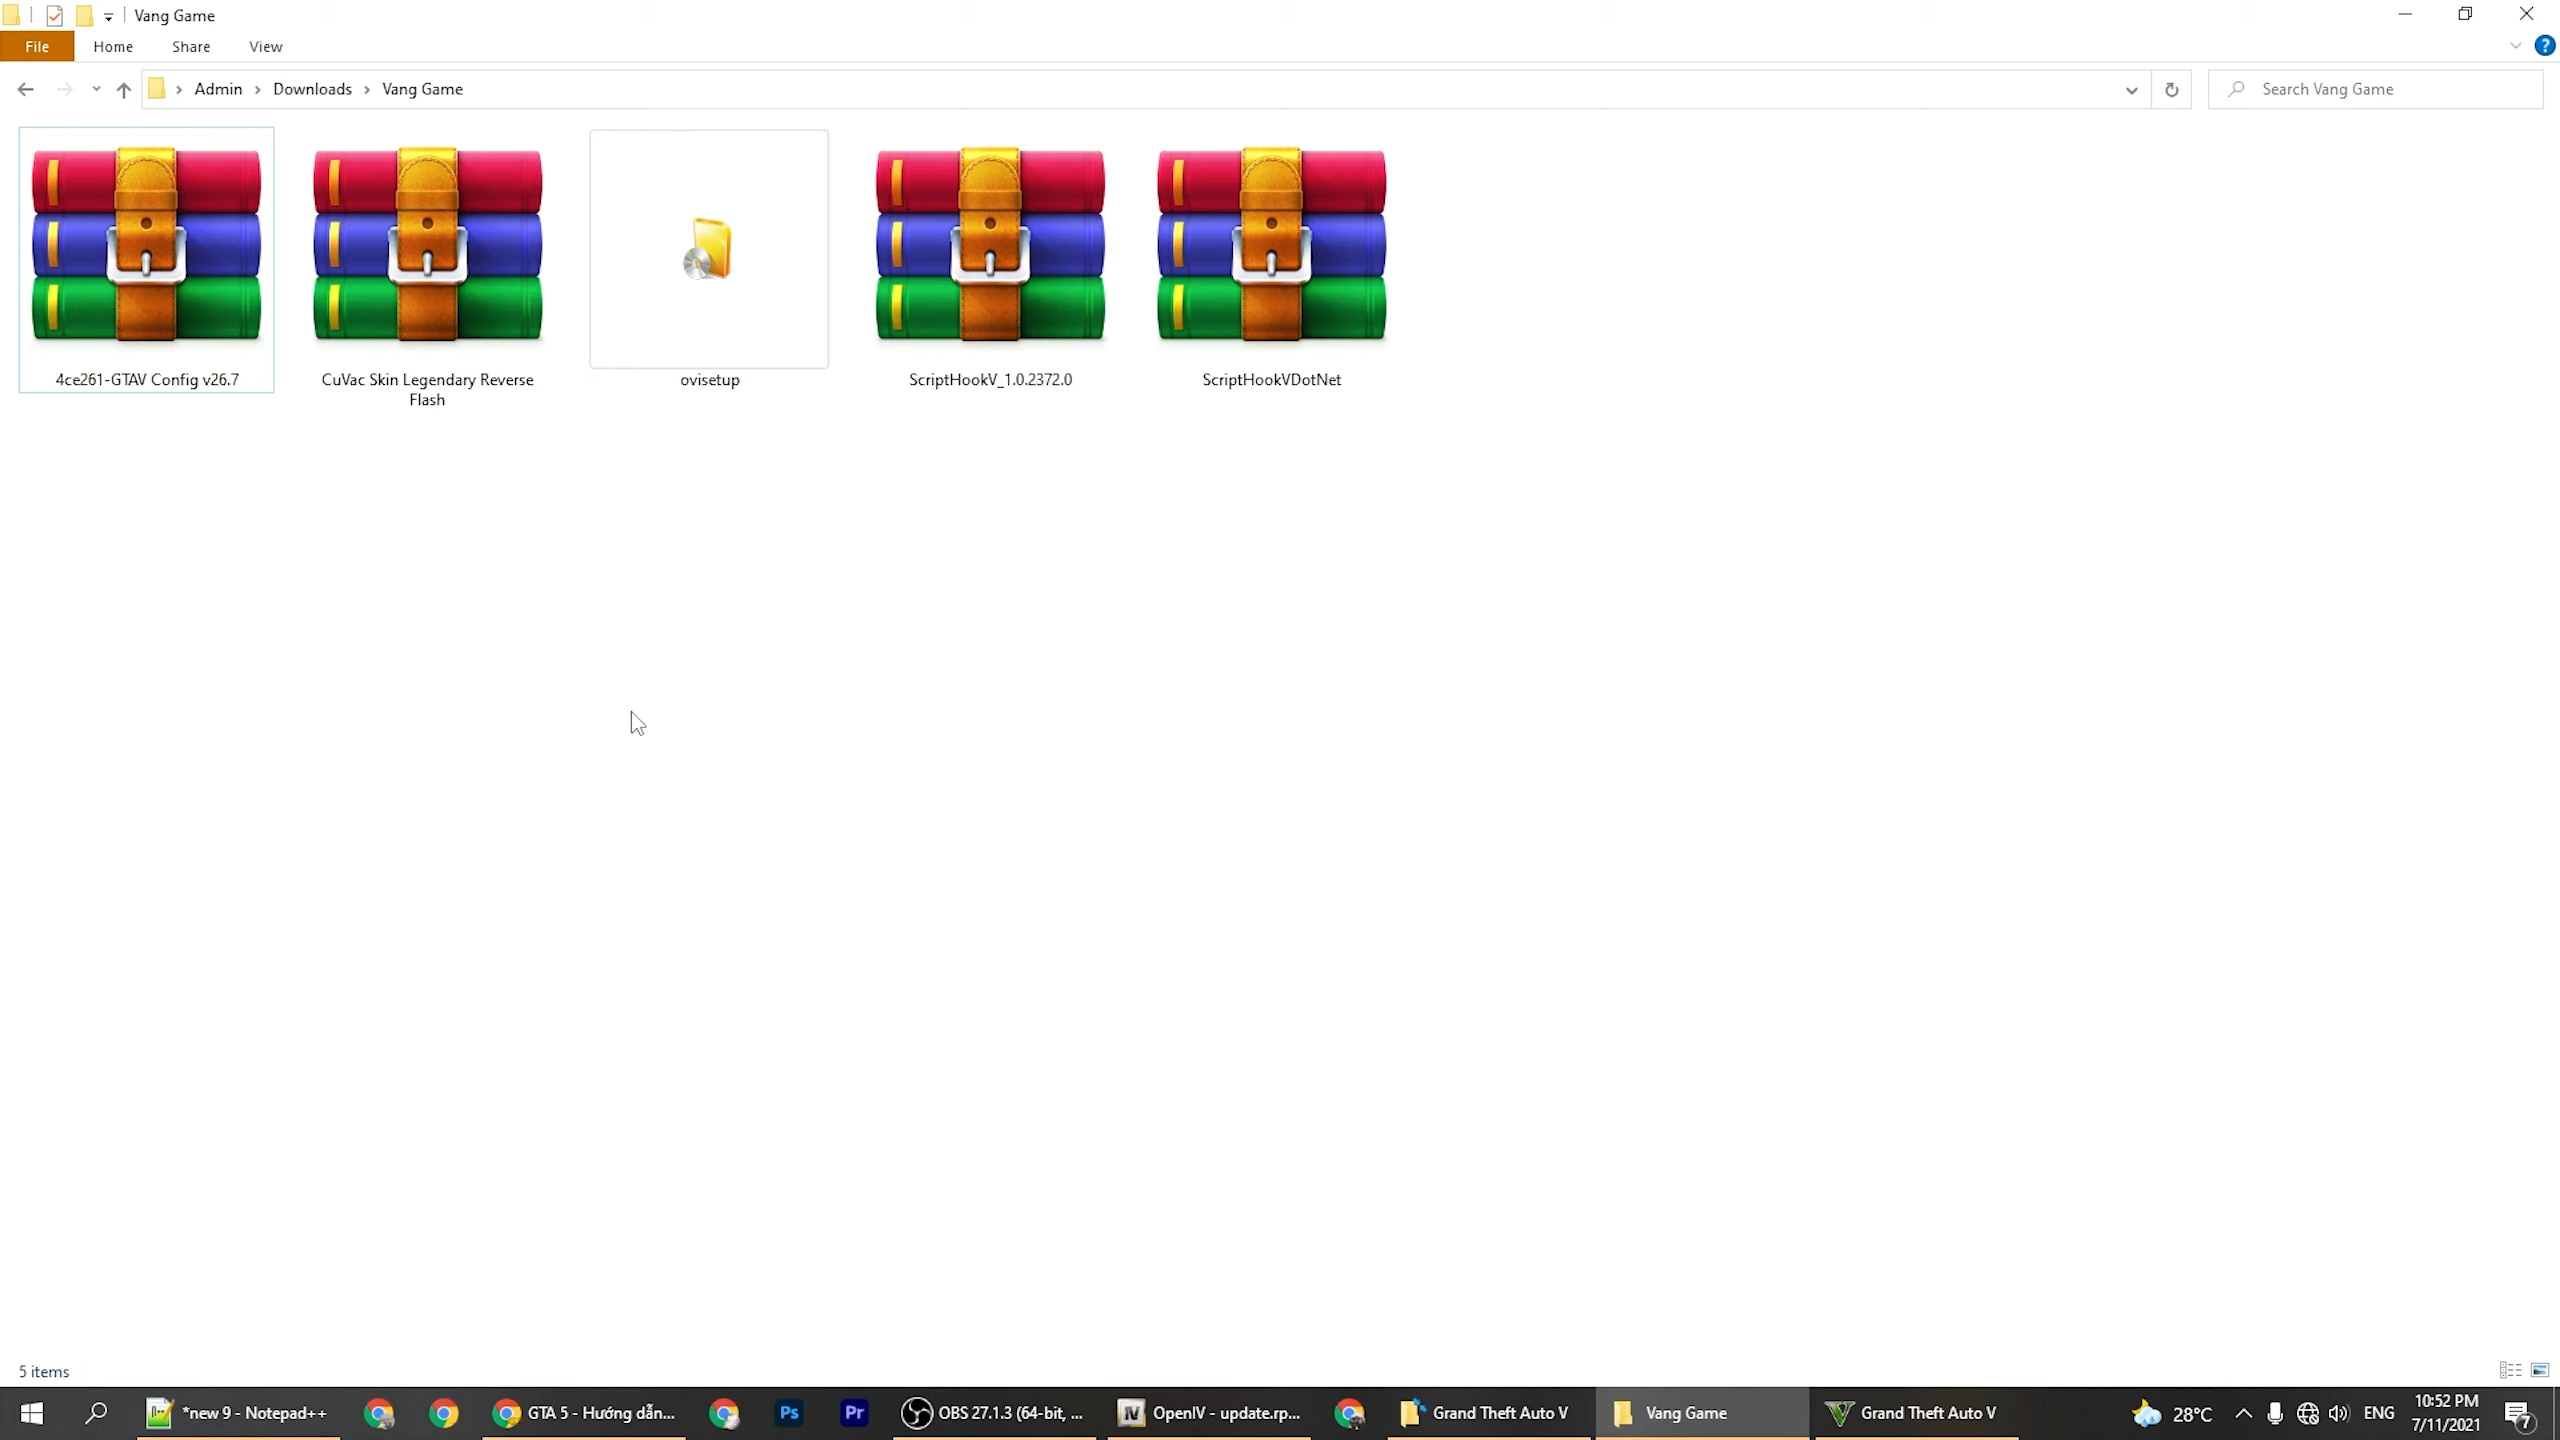 Vang Game
File Home Share View
Admin Downloads Vang Game
Search Vang Game
4ce261-GTAV Config v26.7
CuVac Skin Legendary Reverse
Flash
ovisetup
ScriptHookV_1.0.2372.0
ScriptHookVDotNet
5 items
*new 9 - Notepad++
GTA 5 - Hướng dẫn...
Ps
Pr
OBS 27.1.3 (64-bit, ...
IV
OpenIV - update.rp...
Grand Theft Auto V
Vang Game
Grand Theft Auto V
28°C
ENG
10:52 PM
7/11/2021
7